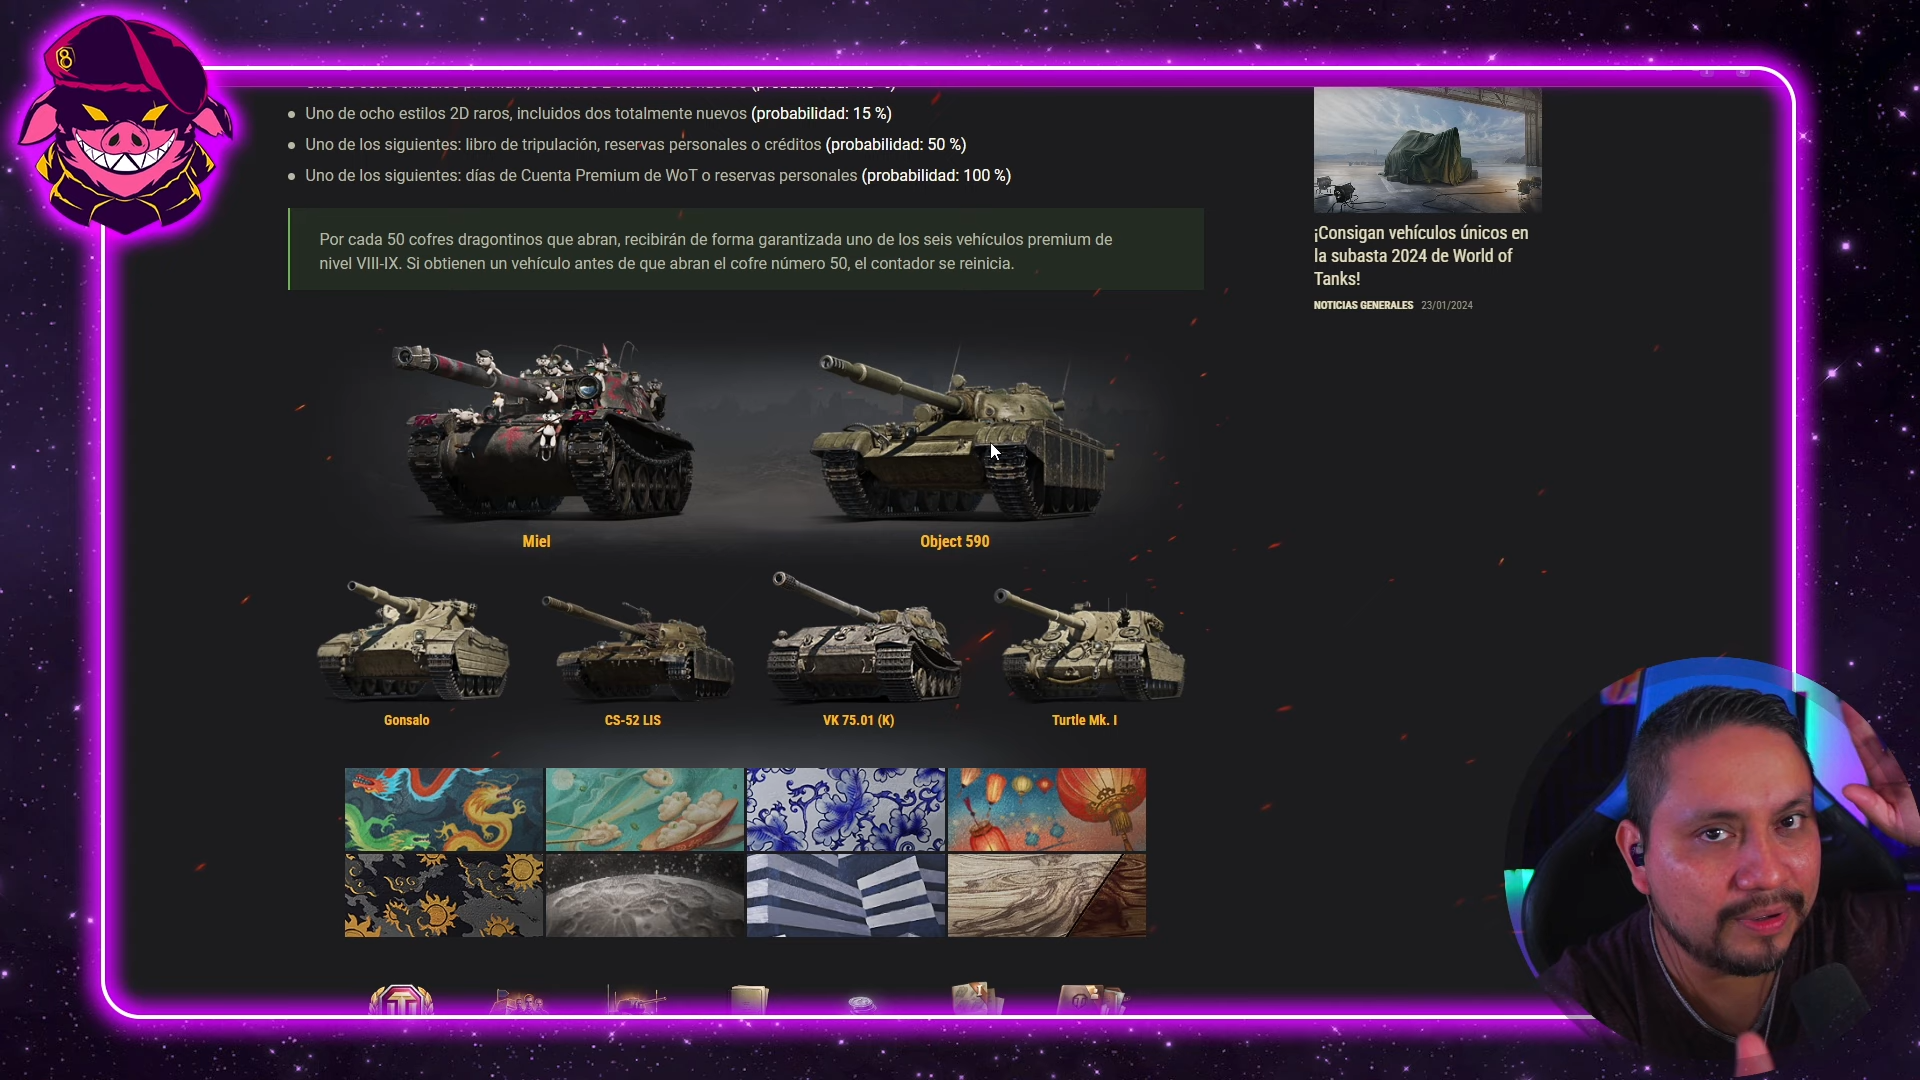 8
Uno de ocho estilos 2D raros, incluidos dos totalmente nuevos (probabilidad: 15 %)
Uno de los siguientes: libro de tripulación, reservas personales o créditos (probabilidad: 50 %)
Uno de los siguientes: días de Cuenta Premium de WoT o reservas personales (probabilidad: 100 %)
Por cada 50 cofres dragontinos que abran, recibirán de forma garantizada uno de los seis vehículos premium de
nivel VIII-IX. Si obtienen un vehículo antes de que abran el cofre número 50, el contador se reinicia.
¡Consigan vehículos únicos en
la subasta 2024 de World of
Tanks!
NOTICIAS GENERALES 23/01/2024
Miel
Object 590
Gonsalo
CS-52 LIS
VK 75.01 (K)
Turtle Mk. I